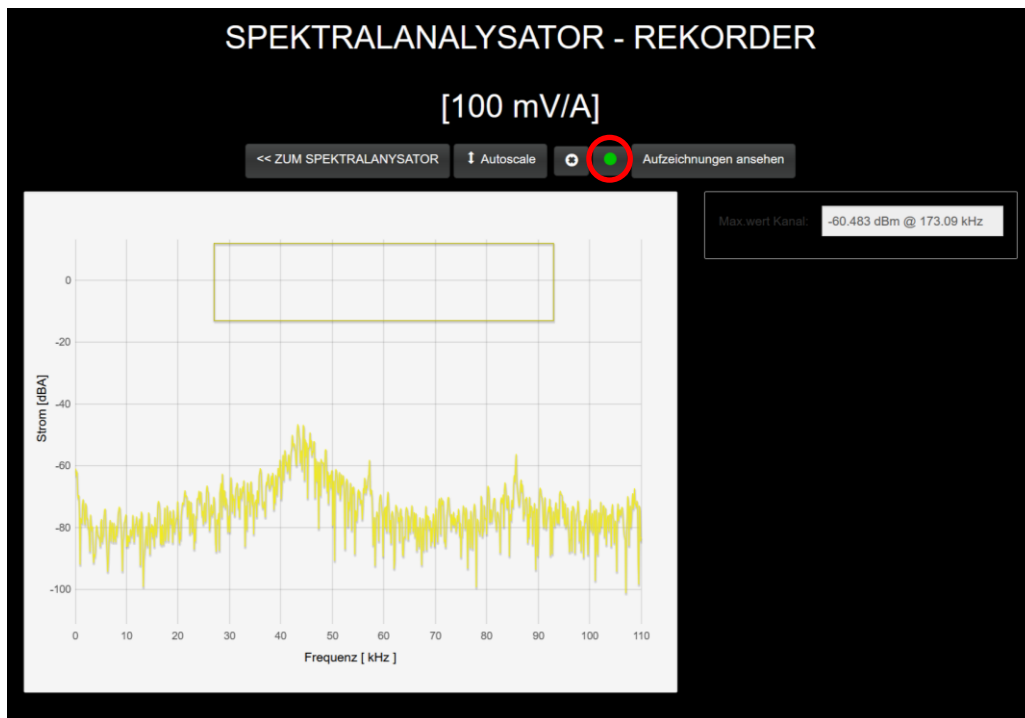 SPEKTRALANALYSATOR - REKORDER
[100 mV/A]
<< ZUM SPEKTRALANYSATOR
Autoscale
Aufzeichnungen ansehen
Max.wert Kanal:
-60.483 dBm @ 173.09 kHz
Strom [dBA]
0
-20
-40
-60
-80
-100
0 10 20 30 40 50 60 70 80 90 100 110
Frequenz [ kHz ]